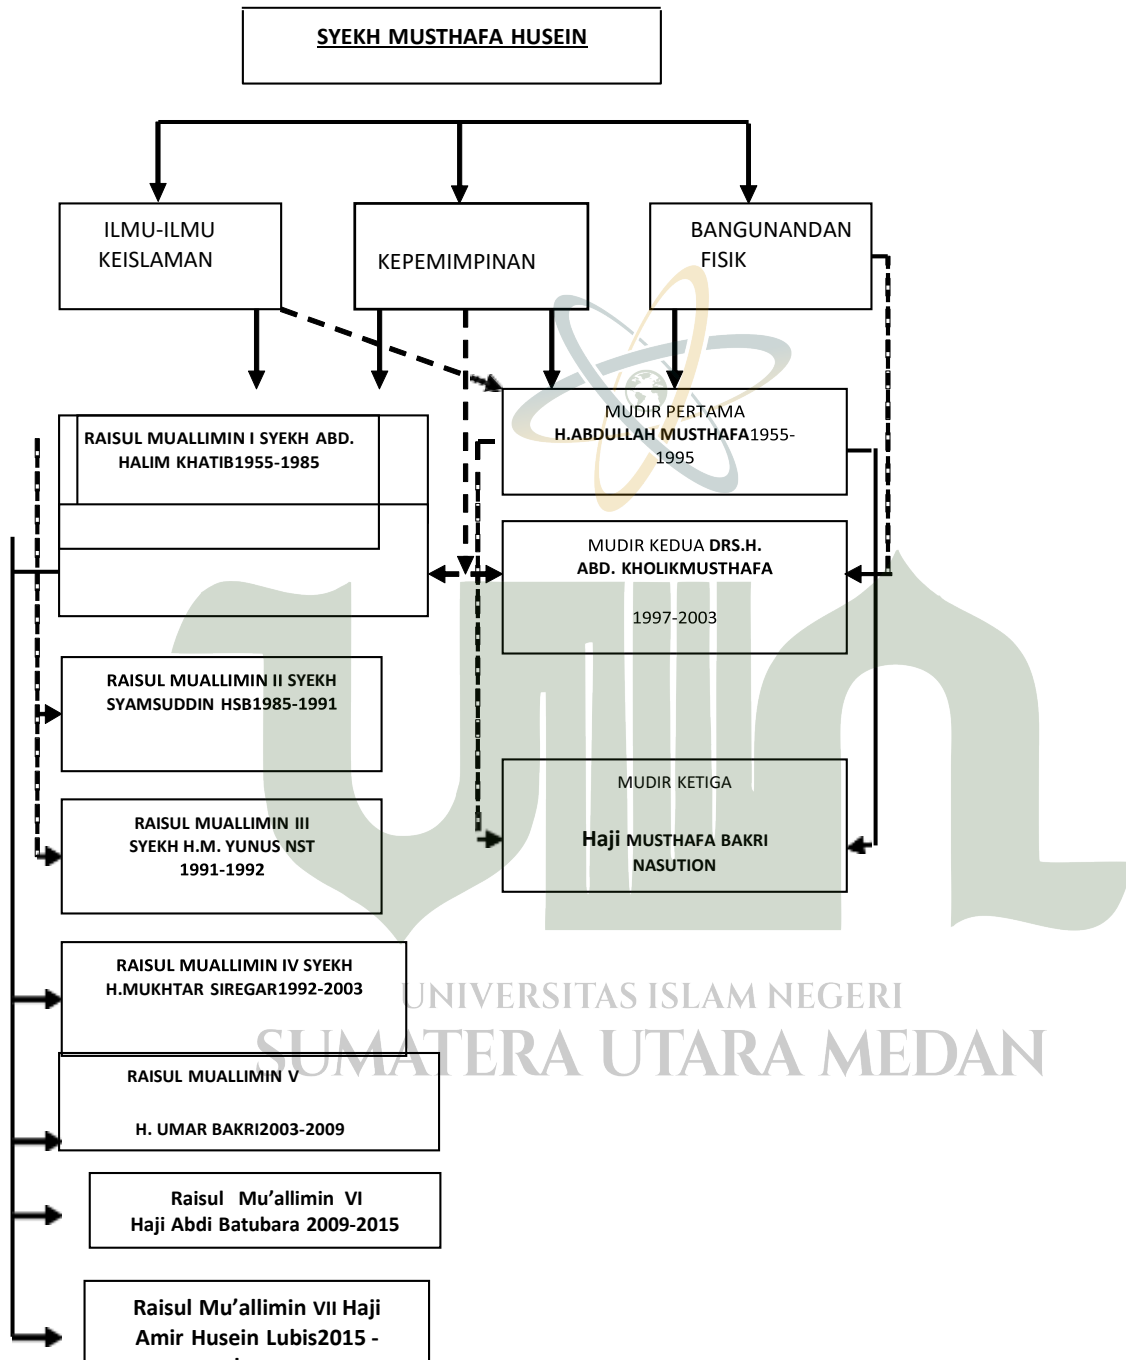 SYEKH MUSTHAFA HUSEIN
ILMU-ILMU
KEISLAMAN
KEPEMIMPINAN
BANGUNANDAN
FISIK
RAISUL MUALLIMIN I SYEKH ABD.
HALIM KHATIB1955-1985
MUDIR PERTAMA
H.ABDULLAH MUSTHAFA1955-
1995
MUDIR KEDUA DRS.H.
ABD. KHOLIKMUSTHAFA
1997-2003
RAISUL MUALLIMIN II SYEKH
SYAMSUDDIN HSB1985-1991
MUDIR KETIGA
Haji MUSTHAFA BAKRI
NASUTION
RAISUL MUALLIMIN III
SYEKH H.M. YUNUS NST
1991-1992
RAISUL MUALLIMIN IV SYEKH
H.MUKHTAR SIREGAR1992-2003
UNIVERSITAS ISLAM NEGERI
SUMATERA UTARA MEDAN
RAISUL MUALLIMIN V
H. UMAR BAKRI2003-2009
Raisul Mu’allimin VI
Haji Abdi Batubara 2009-2015
Raisul Mu’allimin VII Haji
Amir Husein Lubis2015 -